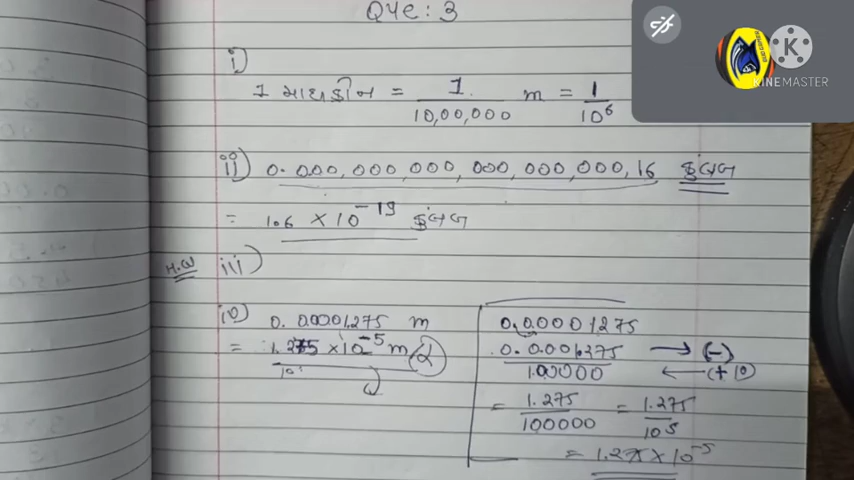 Que: 3
i)
1 માઇક્રોન = 1/10,00,000 m = 1/10⁶
ii) 0.000,000,000,000,000,000,16 કુલંબ
= 1.6 × 10⁻¹⁹ કુલંબ
H.W iii)
iv) 0.00001275 m
= 1.275 × 10⁻⁵ m
0.00001275
→ (-)
100000 ← (+)
= 1.275/100000 = 1.275/10⁵
= 1.275 × 10⁻⁵
KINEMASTER